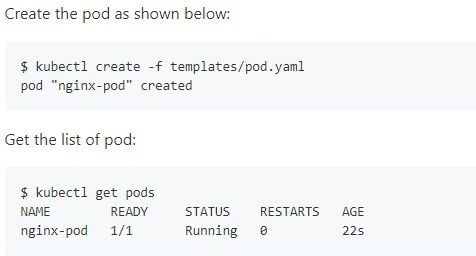 Create the pod as shown below:
$ kubectl create -f templates/pod.yaml
pod "nginx-pod" created
Get the list of pod:
$ kubectl get pods
NAME READY STATUS RESTARTS AGE
nginx-pod 1/1 Running 0 22s